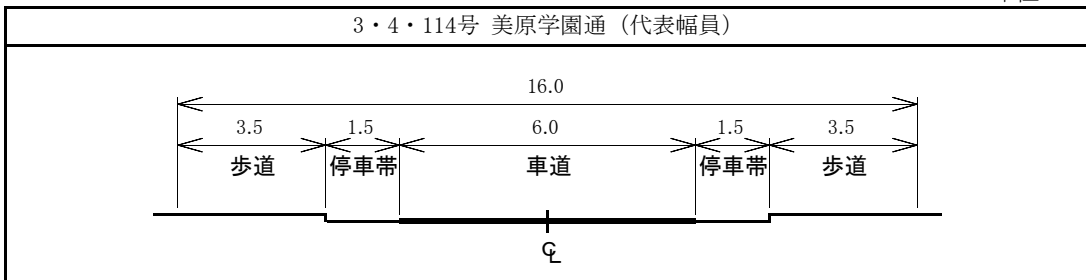 3・4・114号 美原学園通（代表幅員）
16.0
3.5 1.5 6.0 1.5 3.5
歩道 停車帯 車道 停車帯 歩道
℄